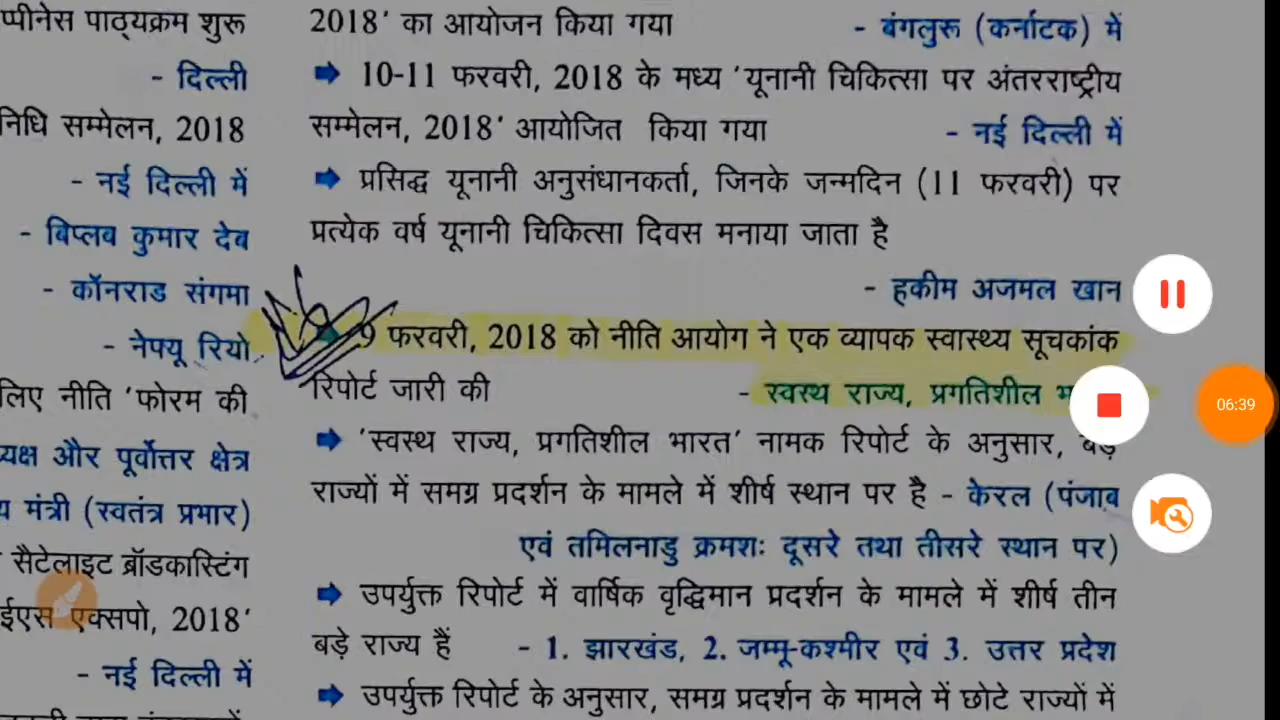 प्पीनेस पाठ्यक्रम शुरू
- दिल्ली
निधि सम्मेलन, 2018
- नई दिल्ली में
- बिप्लब कुमार देब
- कॉनराड संगमा
- नेफ्यू रियो
लिए नीति 'फोरम की
यक्ष और पूर्वोत्तर क्षेत्र
य मंत्री (स्वतंत्र प्रभार)
सैटेलाइट ब्रॉडकास्टिंग
ईएस एक्सपो, 2018'
- नई दिल्ली में
2018' का आयोजन किया गया - बंगलुरू (कर्नाटक) में
10-11 फरवरी, 2018 के मध्य 'यूनानी चिकित्सा पर अंतरराष्ट्रीय
सम्मेलन, 2018' आयोजित किया गया - नई दिल्ली में
प्रसिद्ध यूनानी अनुसंधानकर्ता, जिनके जन्मदिन (11 फरवरी) पर
प्रत्येक वर्ष यूनानी चिकित्सा दिवस मनाया जाता है
- हकीम अजमल खान
9 फरवरी, 2018 को नीति आयोग ने एक व्यापक स्वास्थ्य सूचकांक
रिपोर्ट जारी की - स्वस्थ राज्य, प्रगतिशील
'स्वस्थ राज्य, प्रगतिशील भारत' नामक रिपोर्ट के अनुसार, बड़े
राज्यों में समग्र प्रदर्शन के मामले में शीर्ष स्थान पर है - केरल (पंजाब
एवं तमिलनाडु क्रमशः दूसरे तथा तीसरे स्थान पर)
उपर्युक्त रिपोर्ट में वार्षिक वृद्धिमान प्रदर्शन के मामले में शीर्ष तीन
बड़े राज्य हैं - 1. झारखंड, 2. जम्मू-कश्मीर एवं 3. उत्तर प्रदेश
उपर्युक्त रिपोर्ट के अनुसार, समग्र प्रदर्शन के मामले में छोटे राज्यों में
06:39